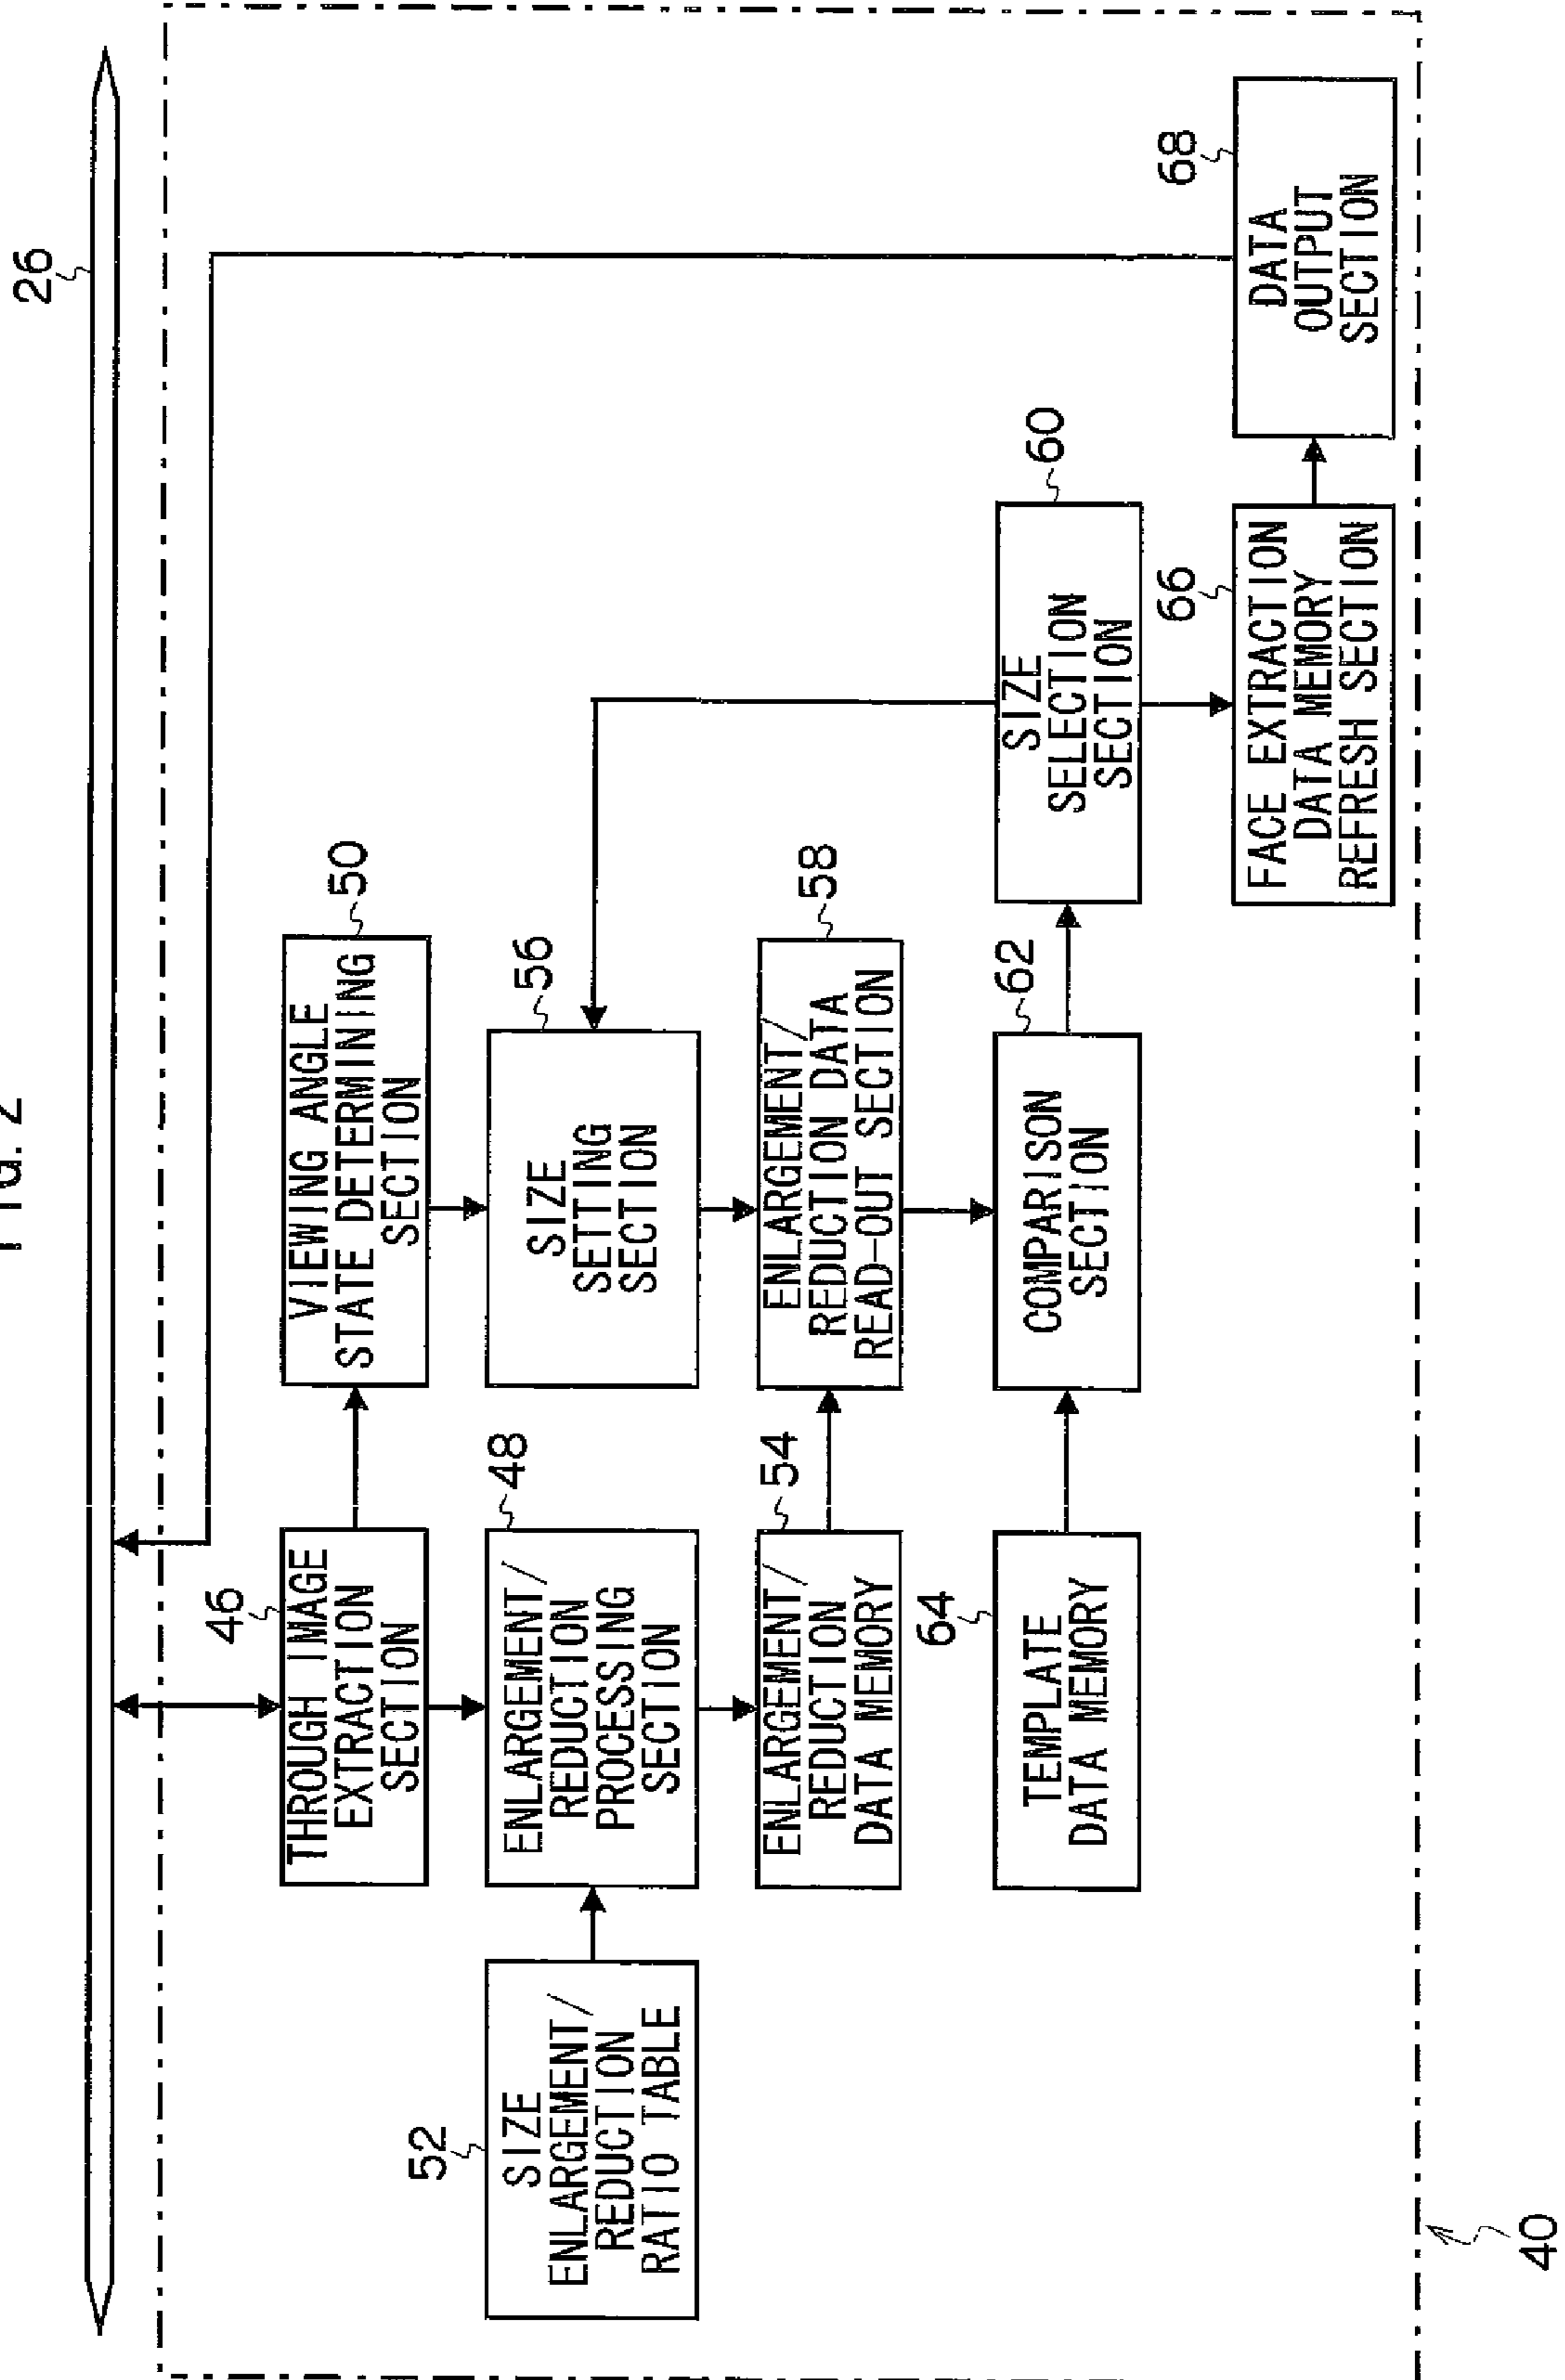 FIG. 2
26
46
THROUGH IMAGE
EXTRACTION
SECTION
50
VIEWING ANGLE
STATE DETERMINING
SECTION
52
SIZE
ENLARGEMENT/
REDUCTION
RATIO TABLE
48
ENLARGEMENT/
REDUCTION
PROCESSING
SECTION
56
SIZE
SETTING
SECTION
54
ENLARGEMENT/
REDUCTION
DATA MEMORY
58
ENLARGEMENT/
REDUCTION DATA
READ-OUT SECTION
64
TEMPLATE
DATA MEMORY
62
COMPARISON
SECTION
60
SIZE
SELECTION
SECTION
66
FACE EXTRACTION
DATA MEMORY
REFRESH SECTION
68
DATA
OUTPUT
SECTION
40